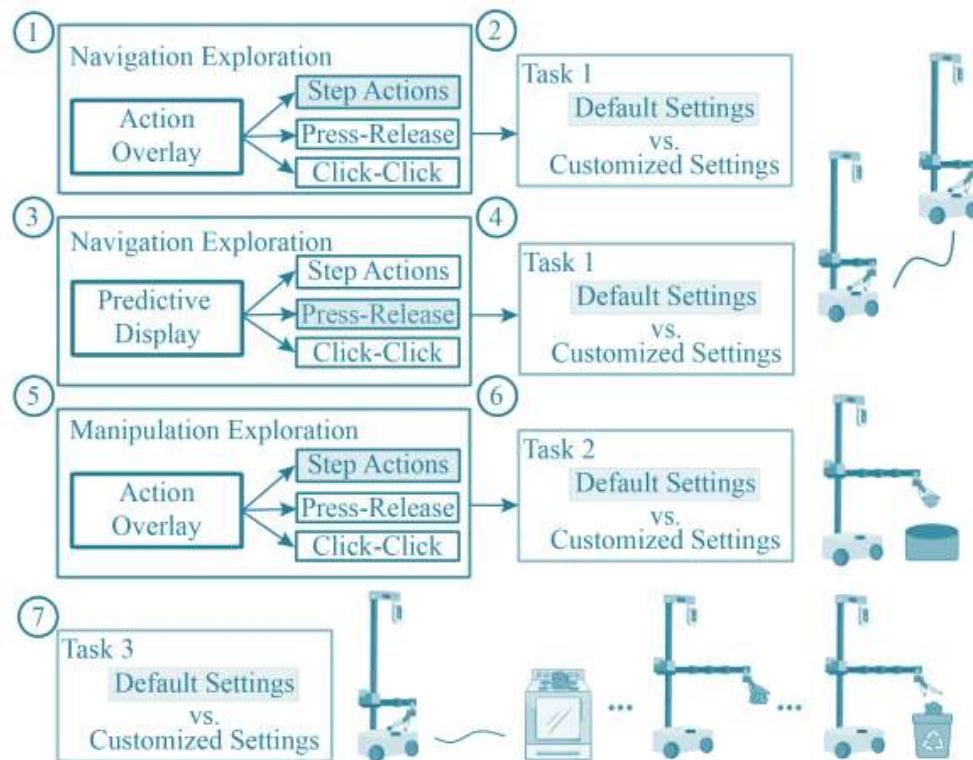 1
Navigation Exploration
Action
Overlay
Step Actions
Press-Release
Click-Click
2
Task 1
Default Settings
vs.
Customized Settings
3
Navigation Exploration
Predictive
Display
Step Actions
Press-Release
Click-Click
4
Task 1
Default Settings
vs.
Customized Settings
5
Manipulation Exploration
Action
Overlay
Step Actions
Press-Release
Click-Click
6
Task 2
Default Settings
vs.
Customized Settings
7
Task 3
Default Settings
vs.
Customized Settings